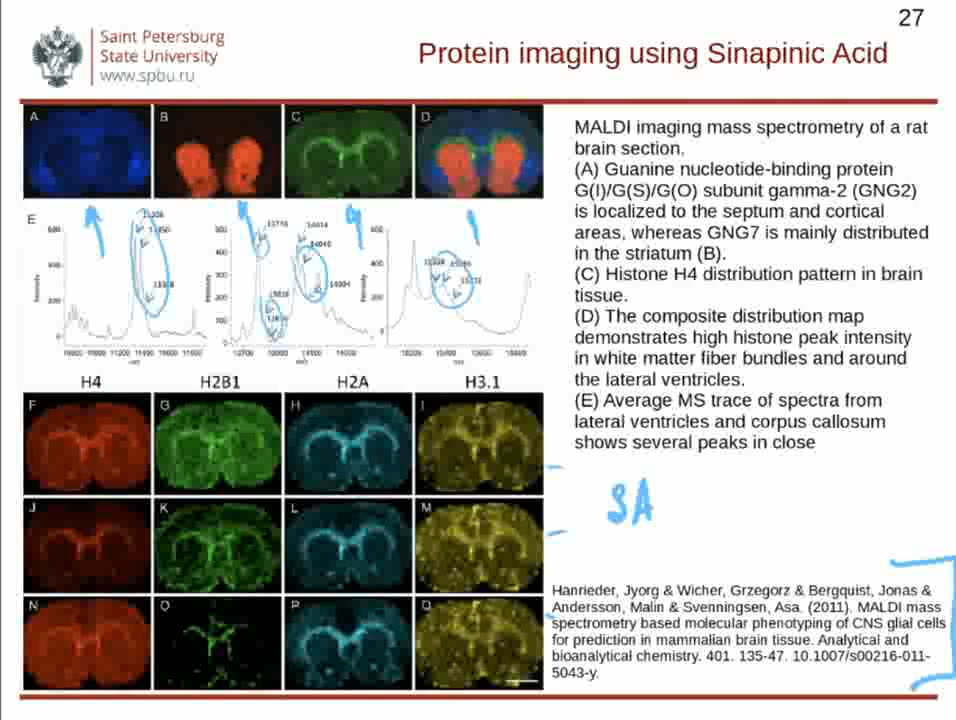 27
Saint Petersburg
State University
www.spbu.ru
Protein imaging using Sinapinic Acid
A
B
C
D
MALDI imaging mass spectrometry of a rat
brain section.
(A) Guanine nucleotide-binding protein
G(I)/G(S)/G(O) subunit gamma-2 (GNG2)
is localized to the septum and cortical
areas, whereas GNG7 is mainly distributed
in the striatum (B).
(C) Histone H4 distribution pattern in brain
tissue.
(D) The composite distribution map
demonstrates high histone peak intensity
in white matter fiber bundles and around
the lateral ventricles.
(E) Average MS trace of spectra from
lateral ventricles and corpus callosum
shows several peaks in close
E
H4
H2B1
H2A
H3.1
F
G
H
I
J
K
L
M
N
O
P
SA
Hanrieder, Jyorg & Wicher, Grzegorz & Bergquist, Jonas &
Andersson, Malin & Svenningsen, Asa. (2011). MALDI mass
spectrometry based molecular phenotyping of CNS glial cells
for prediction in mammalian brain tissue. Analytical and
bioanalytical chemistry. 401. 135-47. 10.1007/s00216-011-
5043-y.